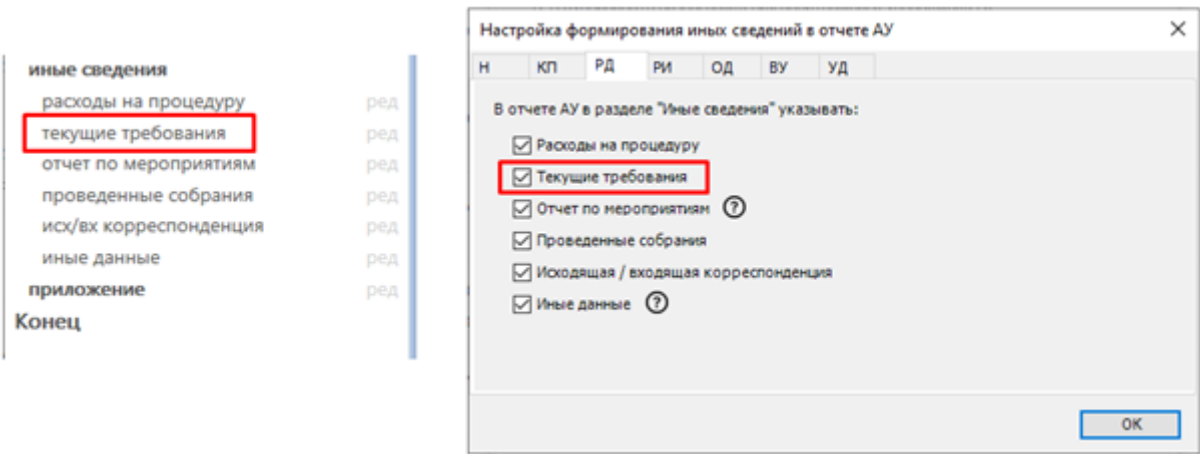 иные сведения
расходы на процедуру ред
текущие требования ред
отчет по мероприятиям ред
проведенные собрания ред
исх/вх корреспонденция ред
иные данные ред
приложение ред
Конец
Настройка формирования иных сведений в отчете АУ
Н КП РД РИ ОД ВУ УД
В отчете АУ в разделе "Иные сведения" указывать:
Расходы на процедуру
Текущие требования
Отчет по мероприятиям ?
Проведенные собрания
Исходящая / входящая корреспонденция
Иные данные ?
ОК